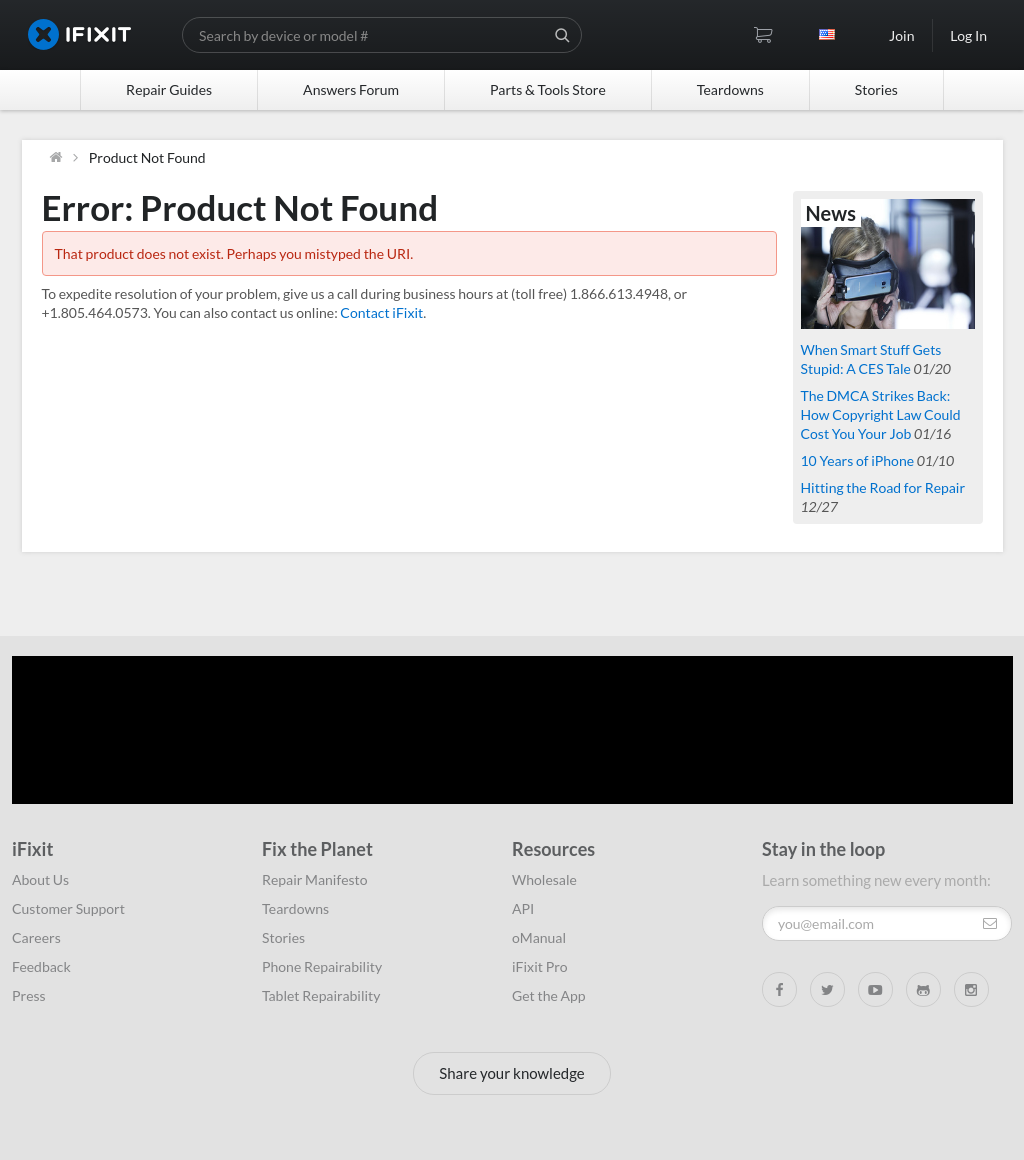 IFIXIT
Search by device or model #
Join
Log In
Repair Guides
Answers Forum
Parts & Tools Store
Teardowns
Stories
Product Not Found
Error: Product Not Found
That product does not exist. Perhaps you mistyped the URI.
To expedite resolution of your problem, give us a call during business hours at (toll free) 1.866.613.4948, or
+1.805.464.0573. You can also contact us online: Contact iFixit.
News
When Smart Stuff Gets
Stupid: A CES Tale 01/20
The DMCA Strikes Back:
How Copyright Law Could
Cost You Your Job 01/16
10 Years of iPhone 01/10
Hitting the Road for Repair
12/27
iFixit
About Us
Customer Support
Careers
Feedback
Press
Fix the Planet
Repair Manifesto
Teardowns
Stories
Phone Repairability
Tablet Repairability
Resources
Wholesale
API
oManual
iFixit Pro
Get the App
Stay in the loop
Learn something new every month:
you@email.com
Share your knowledge